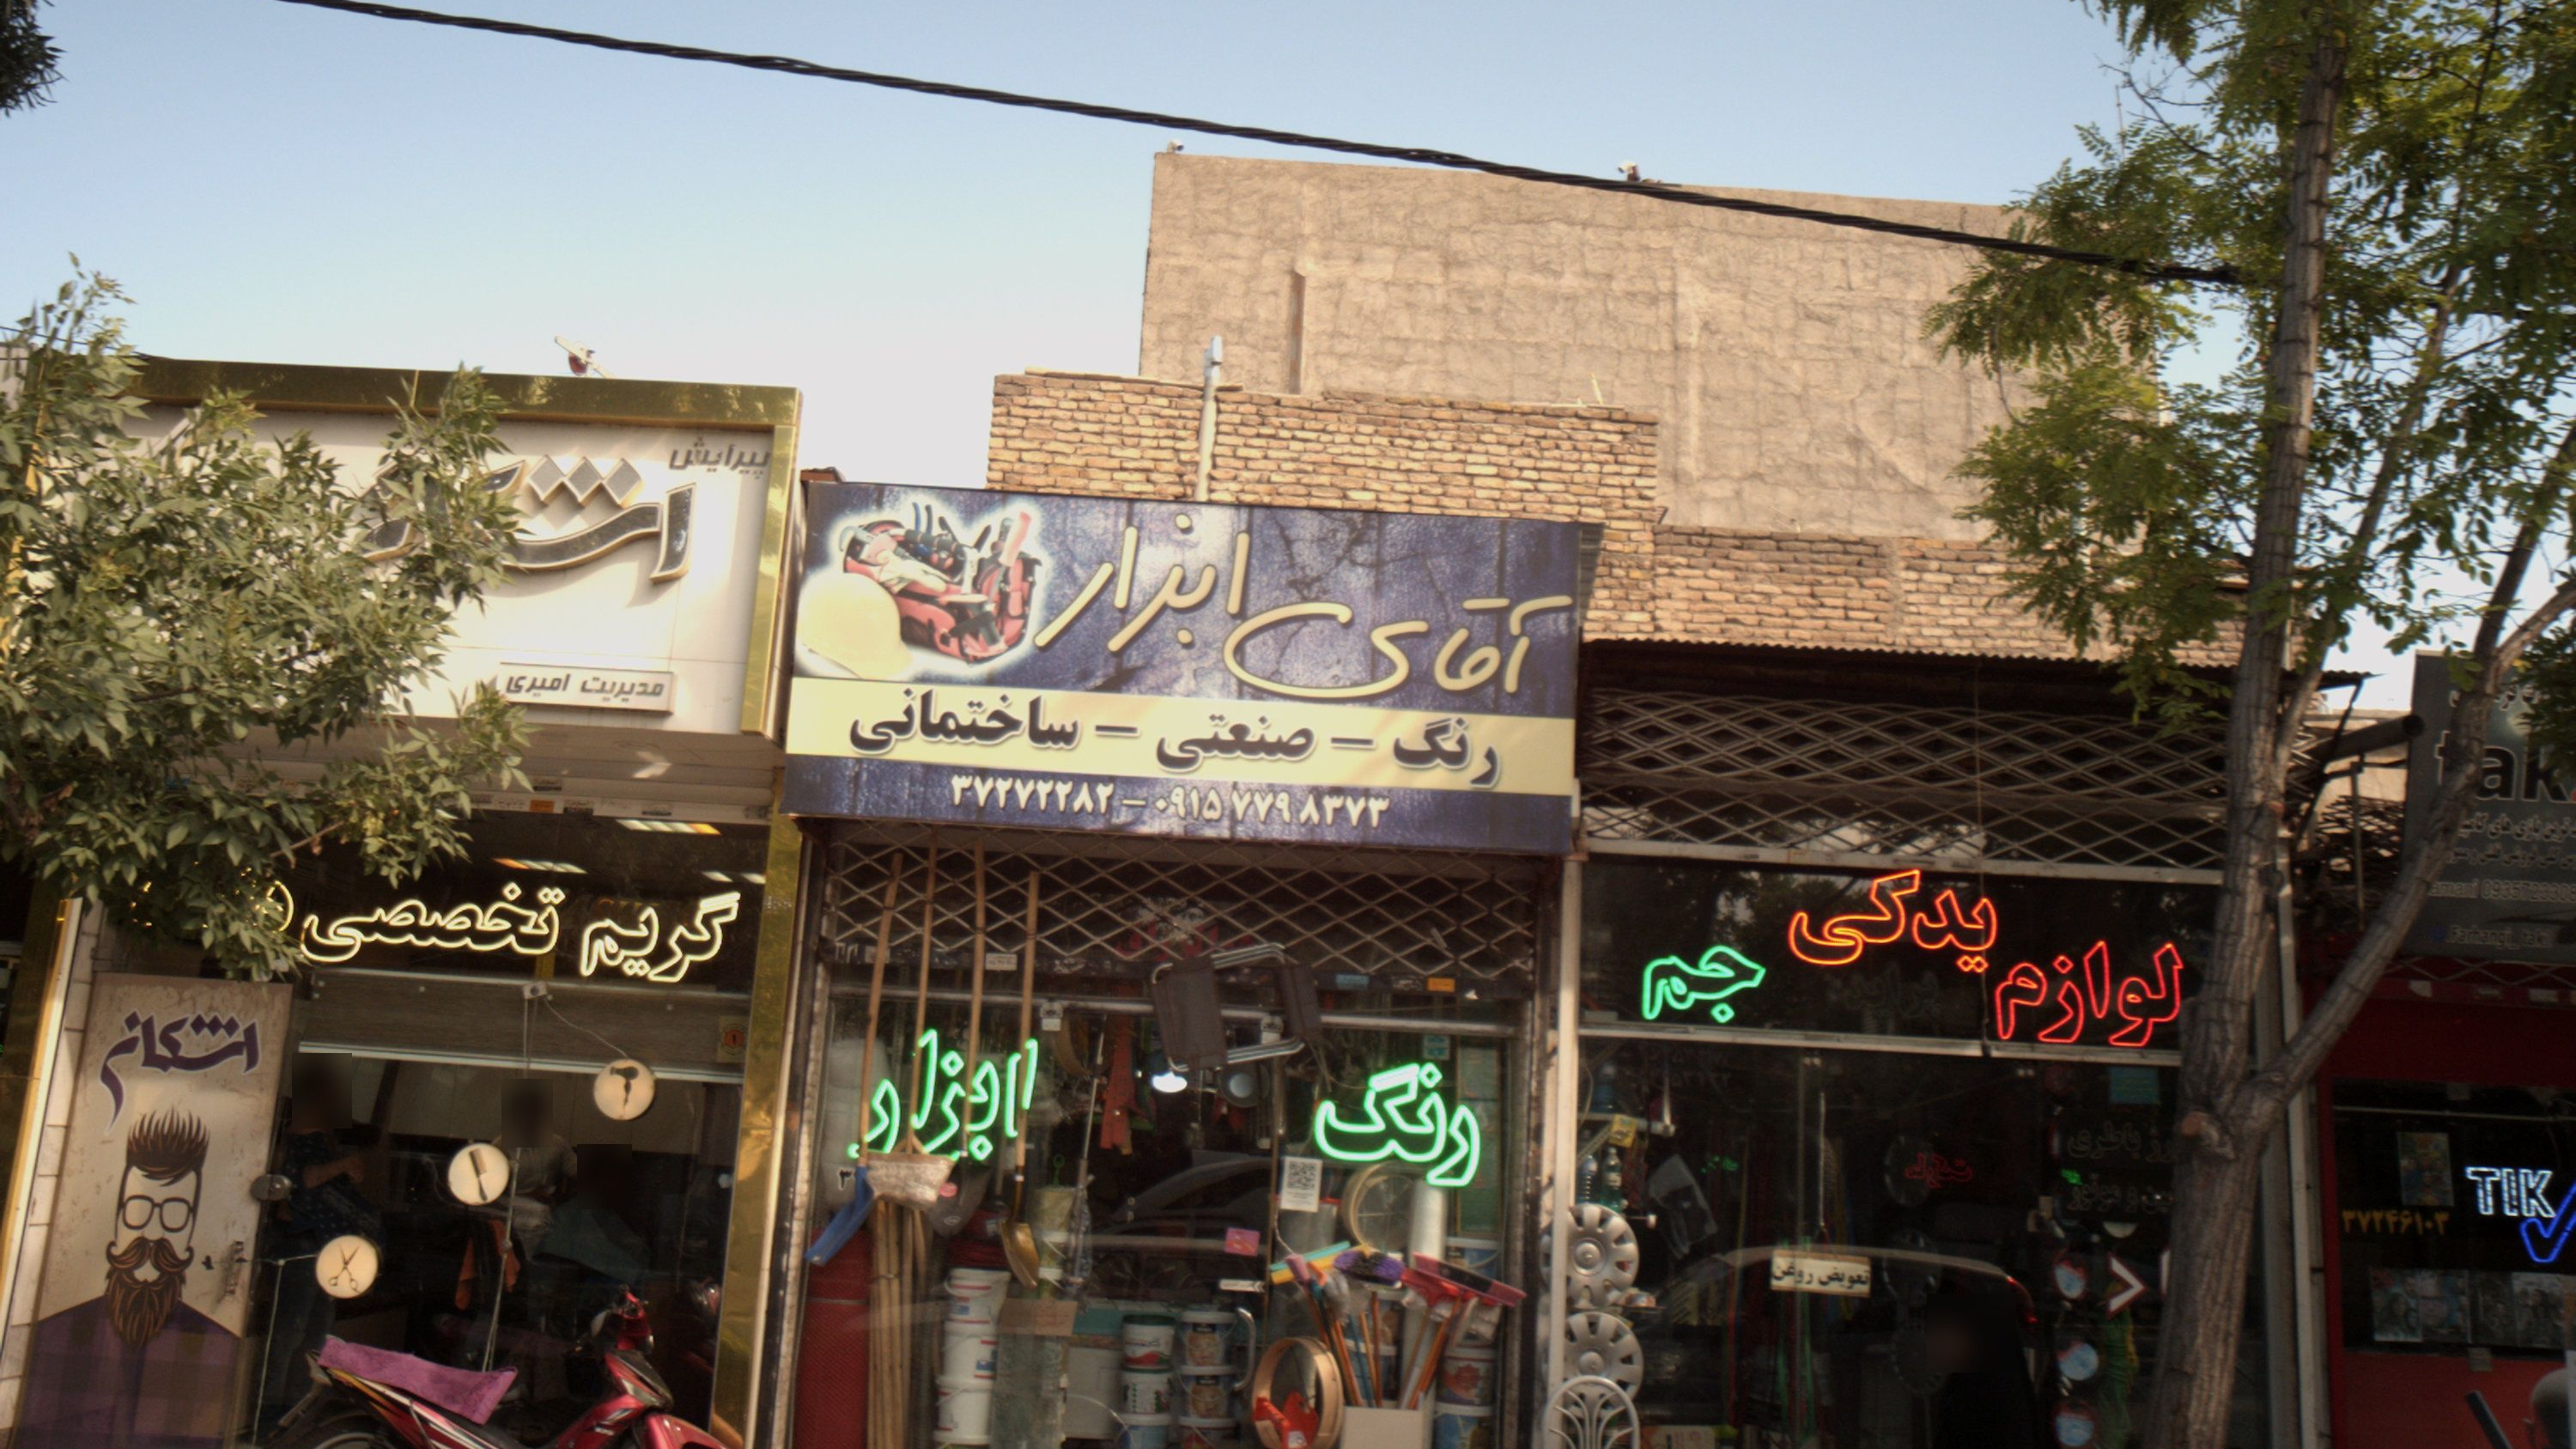 پیرایش
مدیریت امیری
گریم تخصصی
اشکان
آقای ابزار
رنگ – صنعتی – ساختمانی
۳۷۲۷۲۲۸۲ – ۰۹۱۵ ۷۷۹ ۸۳۷۳
ابزار
رنگ
لوازم یدکی جم
تعویض روغن
tak
۳۷۲۴۶۱۰۳
TIK